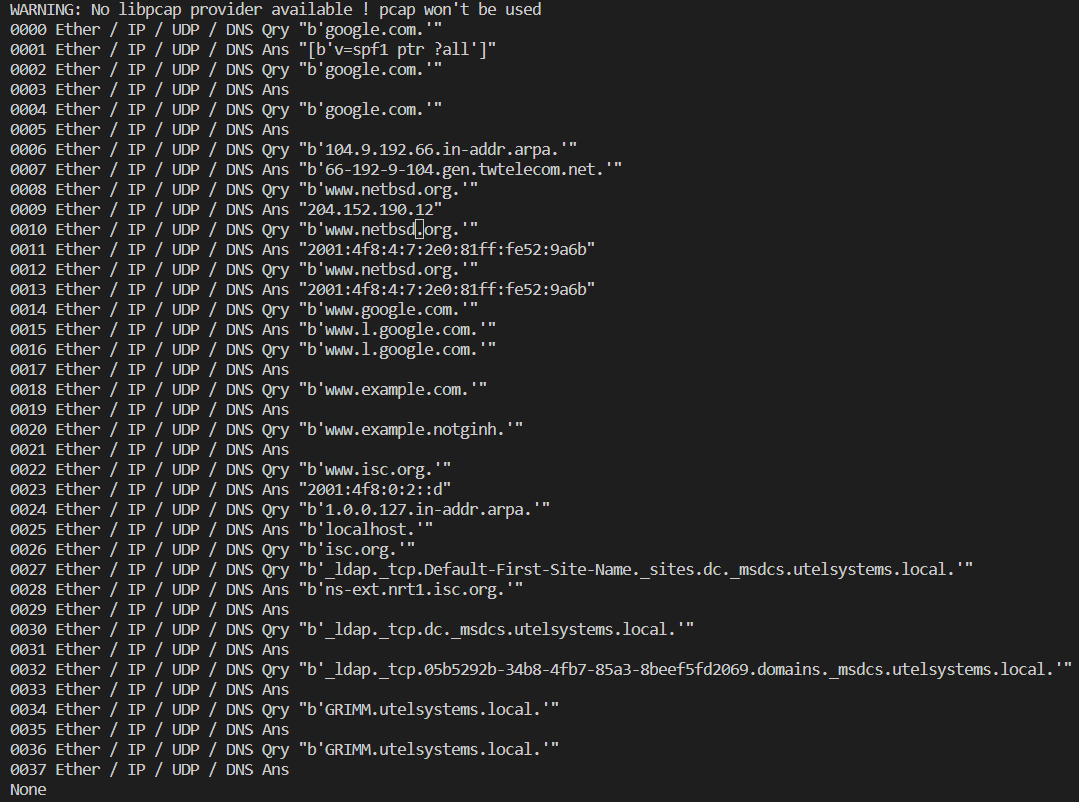 WARNING: No libpcap provider available ! pcap won't be used
0000 Ether / IP / UDP / DNS Qry "b'google.com.'"
0001 Ether / IP / UDP / DNS Ans "[b'v=spf1 ptr ?all']"
0002 Ether / IP / UDP / DNS Qry "b'google.com.'"
0003 Ether / IP / UDP / DNS Ans
0004 Ether / IP / UDP / DNS Qry "b'google.com.'"
0005 Ether / IP / UDP / DNS Ans
0006 Ether / IP / UDP / DNS Qry "b'104.9.192.66.in-addr.arpa.'"
0007 Ether / IP / UDP / DNS Ans "b'66-192-9-104.gen.twtelecom.net.'"
0008 Ether / IP / UDP / DNS Qry "b'www.netbsd.org.'"
0009 Ether / IP / UDP / DNS Ans "204.152.190.12"
0010 Ether / IP / UDP / DNS Qry "b'www.netbsd.org.'"
0011 Ether / IP / UDP / DNS Ans "2001:4f8:4:7:2e0:81ff:fe52:9a6b"
0012 Ether / IP / UDP / DNS Qry "b'www.netbsd.org.'"
0013 Ether / IP / UDP / DNS Ans "2001:4f8:4:7:2e0:81ff:fe52:9a6b"
0014 Ether / IP / UDP / DNS Qry "b'www.google.com.'"
0015 Ether / IP / UDP / DNS Ans "b'www.l.google.com.'"
0016 Ether / IP / UDP / DNS Qry "b'www.l.google.com.'"
0017 Ether / IP / UDP / DNS Ans
0018 Ether / IP / UDP / DNS Qry "b'www.example.com.'"
0019 Ether / IP / UDP / DNS Ans
0020 Ether / IP / UDP / DNS Qry "b'www.example.notginh.'"
0021 Ether / IP / UDP / DNS Ans
0022 Ether / IP / UDP / DNS Qry "b'www.isc.org.'"
0023 Ether / IP / UDP / DNS Ans "2001:4f8:0:2::d"
0024 Ether / IP / UDP / DNS Qry "b'1.0.0.127.in-addr.arpa.'"
0025 Ether / IP / UDP / DNS Ans "b'localhost.'"
0026 Ether / IP / UDP / DNS Qry "b'isc.org.'"
0027 Ether / IP / UDP / DNS Qry "b'_ldap._tcp.Default-First-Site-Name._sites.dc._msdcs.utelsystems.local.'"
0028 Ether / IP / UDP / DNS Ans "b'ns-ext.nrt1.isc.org.'"
0029 Ether / IP / UDP / DNS Ans
0030 Ether / IP / UDP / DNS Qry "b'_ldap._tcp.dc._msdcs.utelsystems.local.'"
0031 Ether / IP / UDP / DNS Ans
0032 Ether / IP / UDP / DNS Qry "b'_ldap._tcp.05b5292b-34b8-4fb7-85a3-8beef5fd2069.domains._msdcs.utelsystems.local.'"
0033 Ether / IP / UDP / DNS Ans
0034 Ether / IP / UDP / DNS Qry "b'GRIMM.utelsystems.local.'"
0035 Ether / IP / UDP / DNS Ans
0036 Ether / IP / UDP / DNS Qry "b'GRIMM.utelsystems.local.'"
0037 Ether / IP / UDP / DNS Ans
None